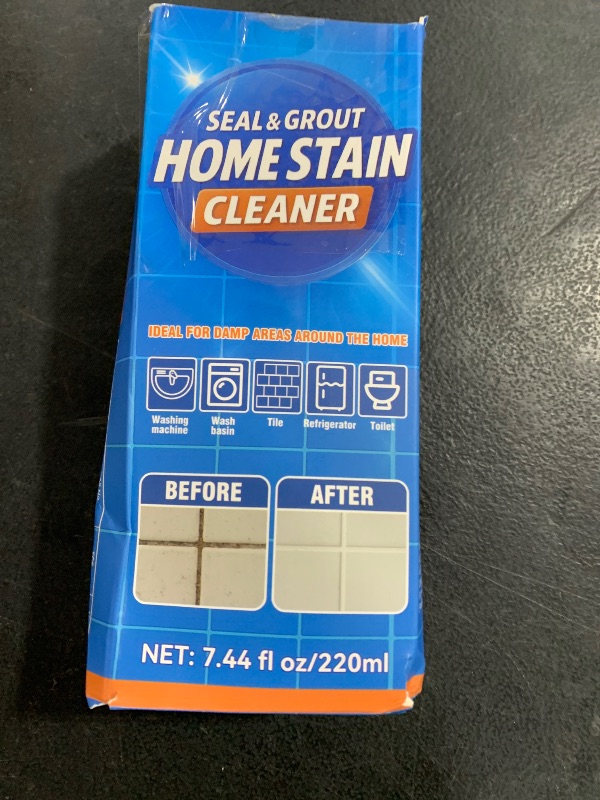 SEAL & GROUT
HOME STAIN
CLEANER
IDEAL FOR DAMP AREAS AROUND THE HOME
Washing
machine
Wash
basin
Tile
Refrigerator
Toilet
BEFORE
AFTER
NET: 7.44 fl oz/220ml